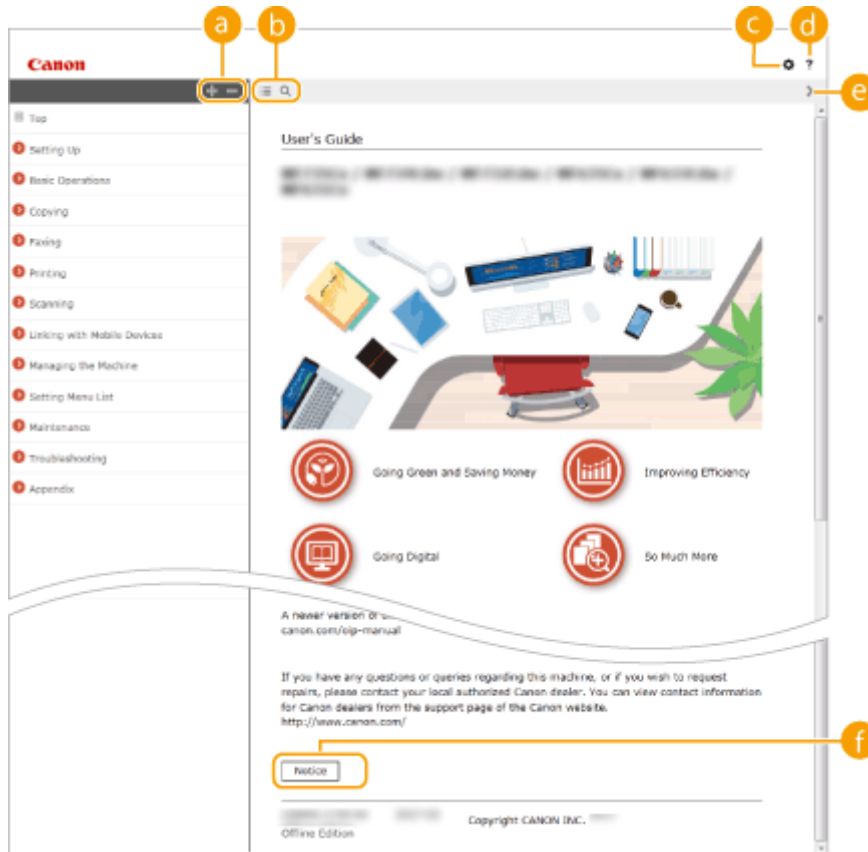 a b c d
Canon
?
e
Top
Setting Up
Basic Operations
Copying
Faxing
Printing
Scanning
Linking with Mobile Devices
Managing the Machine
Setting Menu List
Maintenance
Troubleshooting
Appendix
User's Guide
Going Green and Saving Money
Improving Efficiency
Going Digital
So Much More
A newer version of
canon.com/oip-manual
If you have any questions or queries regarding this machine, or if you wish to request
repairs, please contact your local authorized Canon dealer. You can view contact information
for Canon dealers from the support page of the Canon website.
http://www.canon.com/
f
Notice
Copyright CANON INC.
Offline Edition